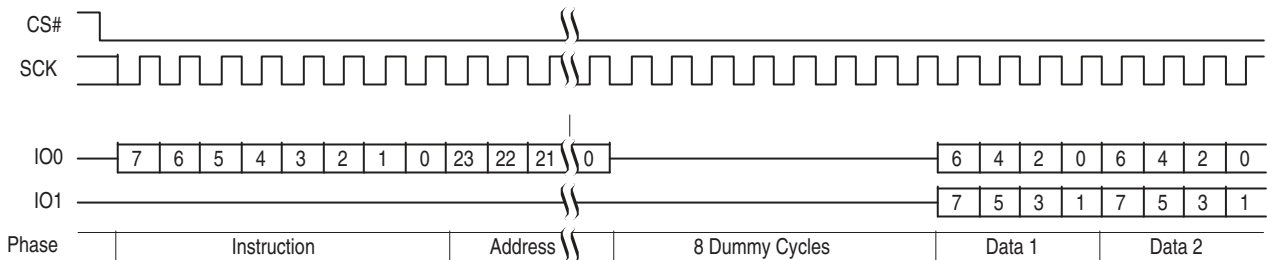 CS#
SCK
IO0 7 6 5 4 3 2 1 0 23 22 21 0 6 4 2 0 6 4 2 0
IO1 7 5 3 1 7 5 3 1
Phase Instruction Address 8 Dummy Cycles Data 1 Data 2